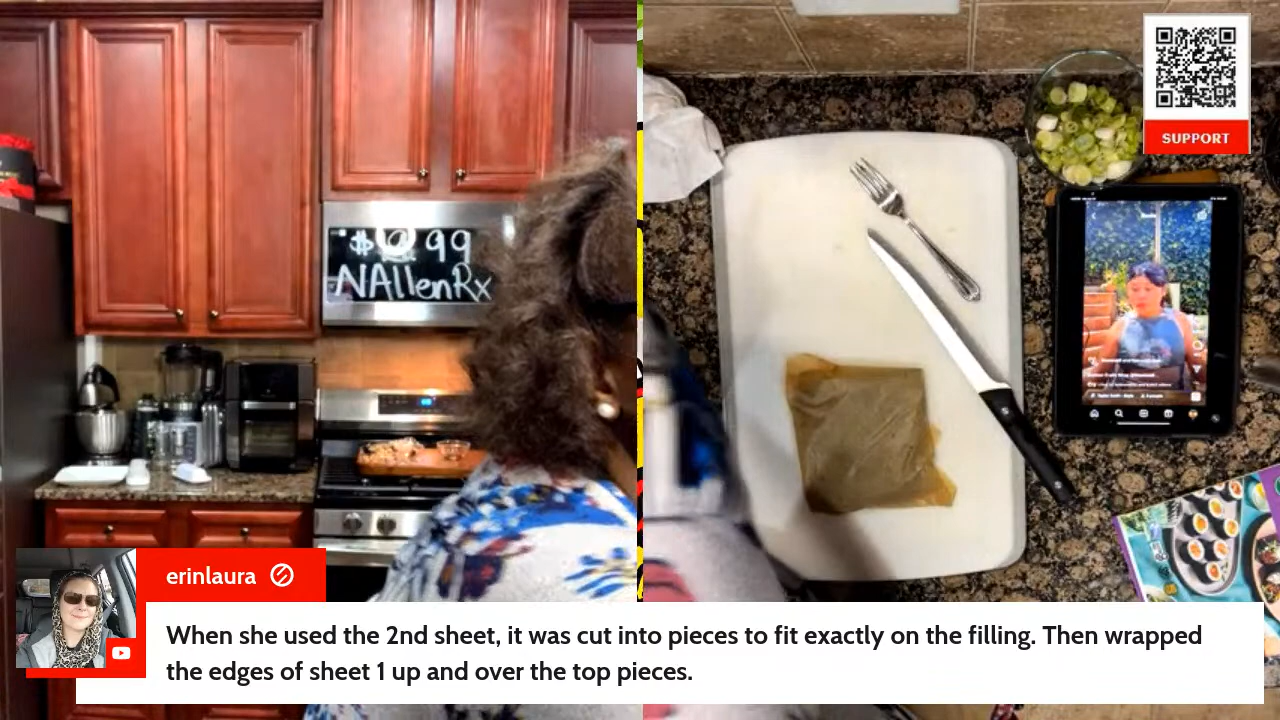 $ 99
NAllenRx
SUPPORT
erinlaura
When she used the 2nd sheet, it was cut into pieces to fit exactly on the filling. Then wrapped
the edges of sheet 1 up and over the top pieces.